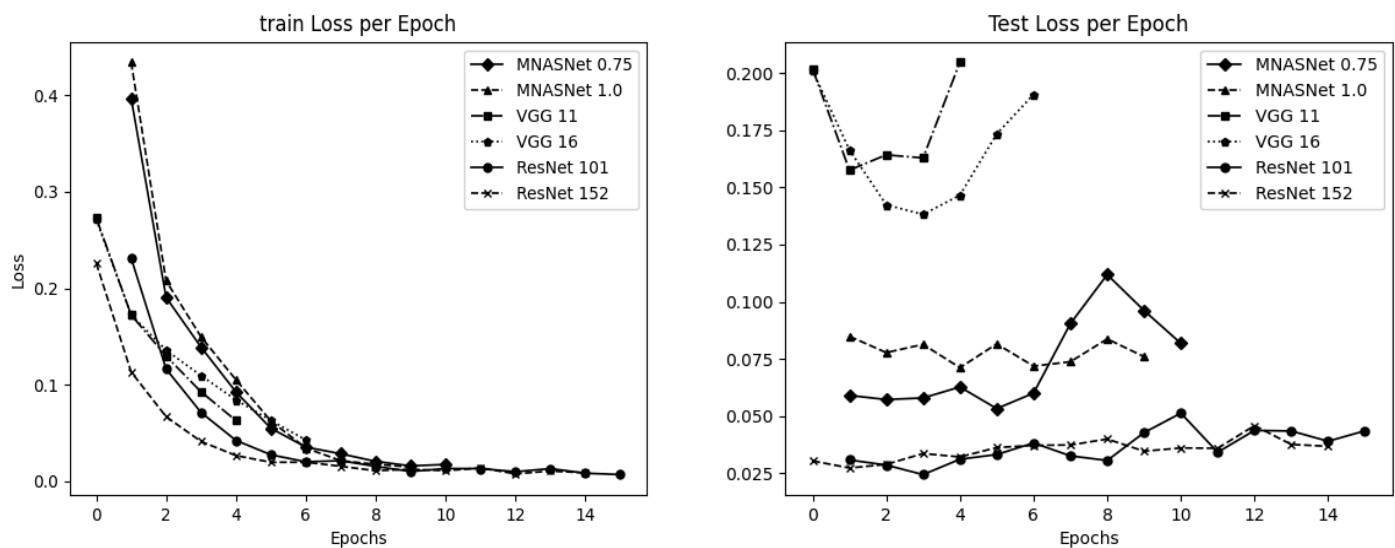 train Loss per Epoch
Loss
0.4
0.3
0.2
0.1
0.0
0 2 4 6 8 10 12 14
Epochs
MNASNet 0.75
MNASNet 1.0
VGG 11
VGG 16
ResNet 101
ResNet 152
Test Loss per Epoch
0.200
0.175
0.150
0.125
0.100
0.075
0.050
0.025
0 2 4 6 8 10 12 14
Epochs
MNASNet 0.75
MNASNet 1.0
VGG 11
VGG 16
ResNet 101
ResNet 152